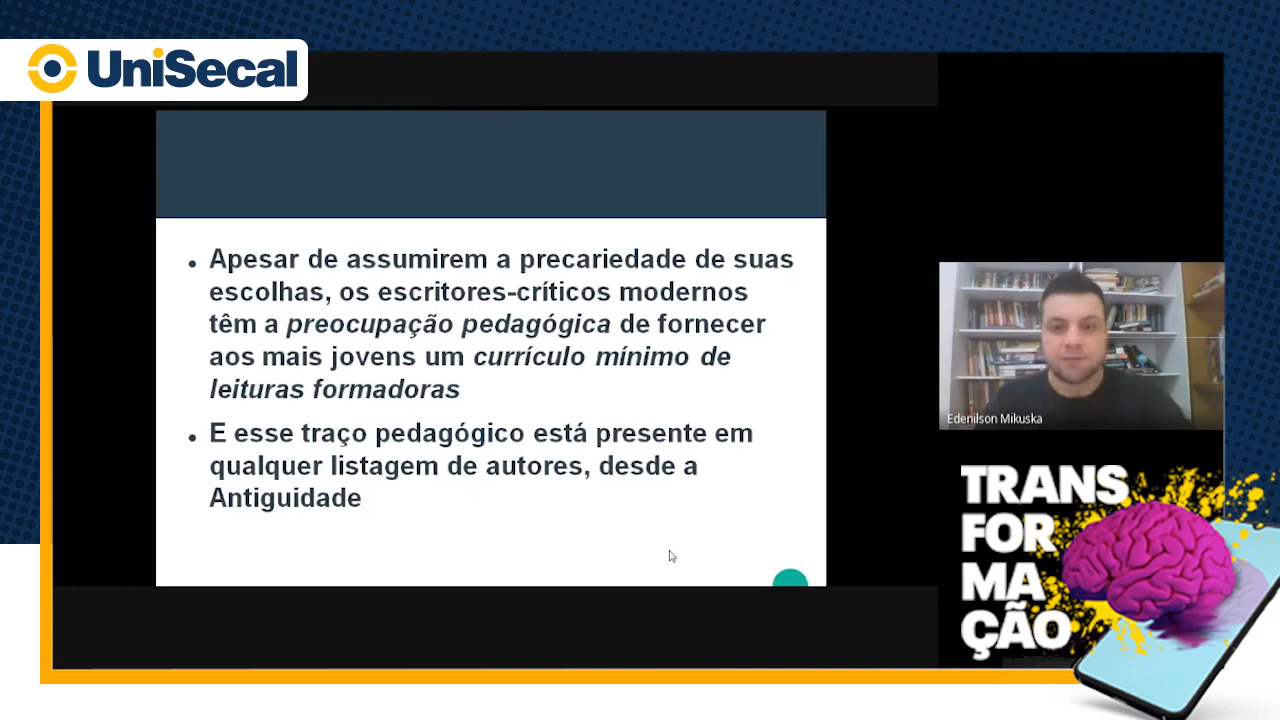 UniSecal
Apesar de assumirem a precariedade de suas
escolhas, os escritores-críticos modernos
têm a preocupação pedagógica de fornecer
aos mais jovens um currículo mínimo de
leituras formadoras
E esse traço pedagógico está presente em
qualquer listagem de autores, desde a
Antiguidade
Edenilson Mikuska
TRANS
FOR
MA
ÇÃO